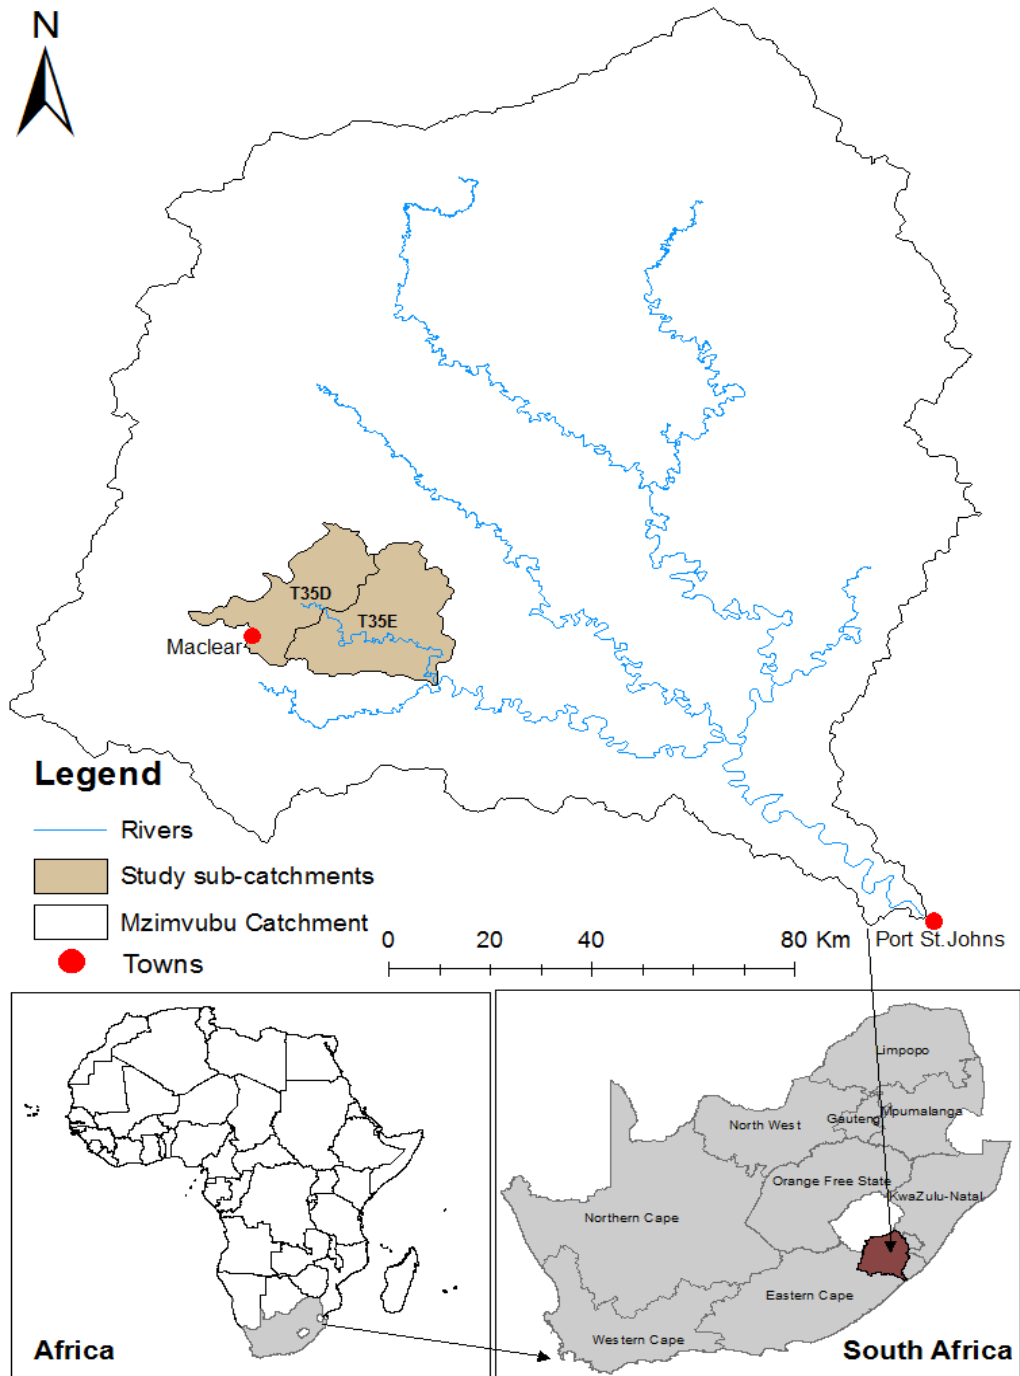 N
T35D
T35E
Maclear
Legend
Rivers
Study sub-catchments
Mzimvubu Catchment
Towns
0 20 40 80 Km
Port St.Johns
Limpopo
Mpumalanga
Gauteng
North West
Orange Free State
KwaZulu-Natal
Northern Cape
Eastern Cape
Western Cape
Africa
South Africa